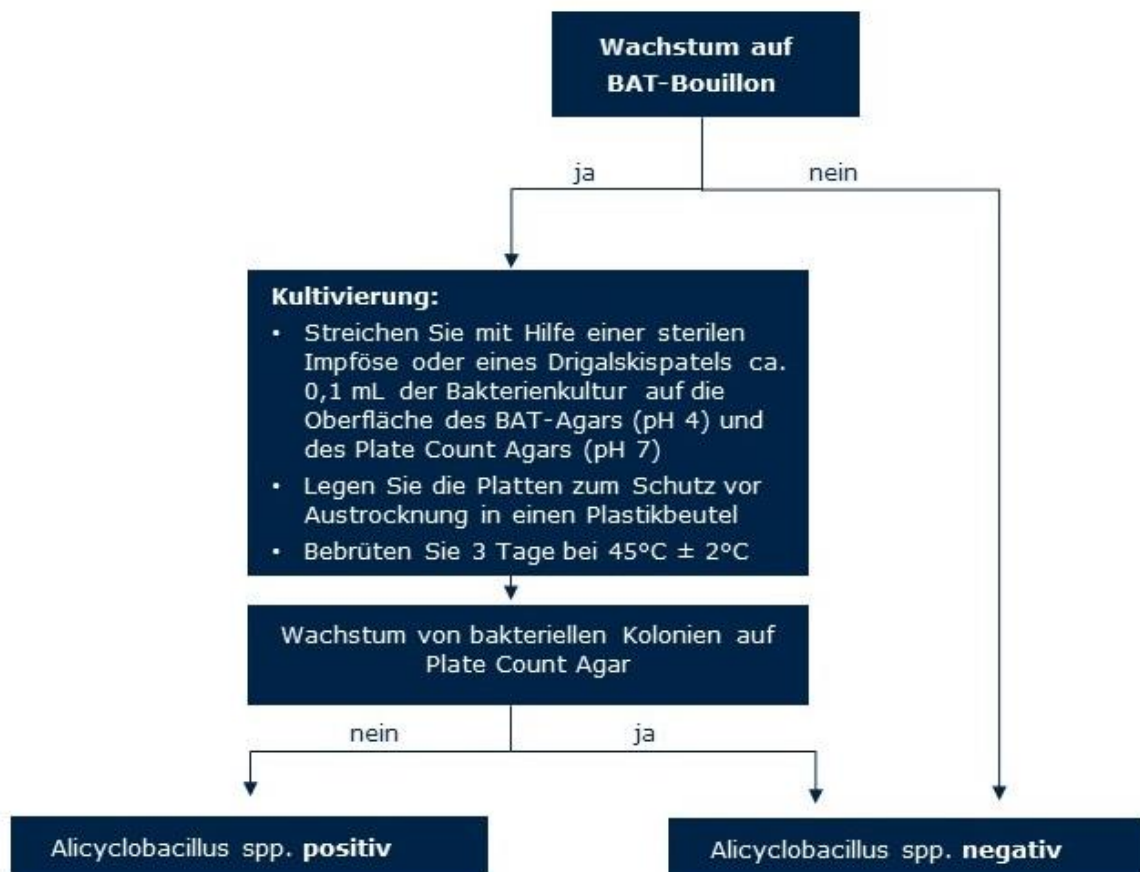 Wachstum auf
BAT-Bouillon
ja
nein
Kultivierung:
• Streichen Sie mit Hilfe einer sterilen
Impföse oder eines Drigalskispatels ca.
0,1 mL der Bakterienkultur auf die
Oberfläche des BAT-Agars (pH 4) und
des Plate Count Agars (pH 7)
• Legen Sie die Platten zum Schutz vor
Austrocknung in einen Plastikbeutel
• Bebrüten Sie 3 Tage bei 45°C ± 2°C
Wachstum von bakteriellen Kolonien auf
Plate Count Agar
nein
ja
Alicyclobacillus spp. positiv
Alicyclobacillus spp. negativ